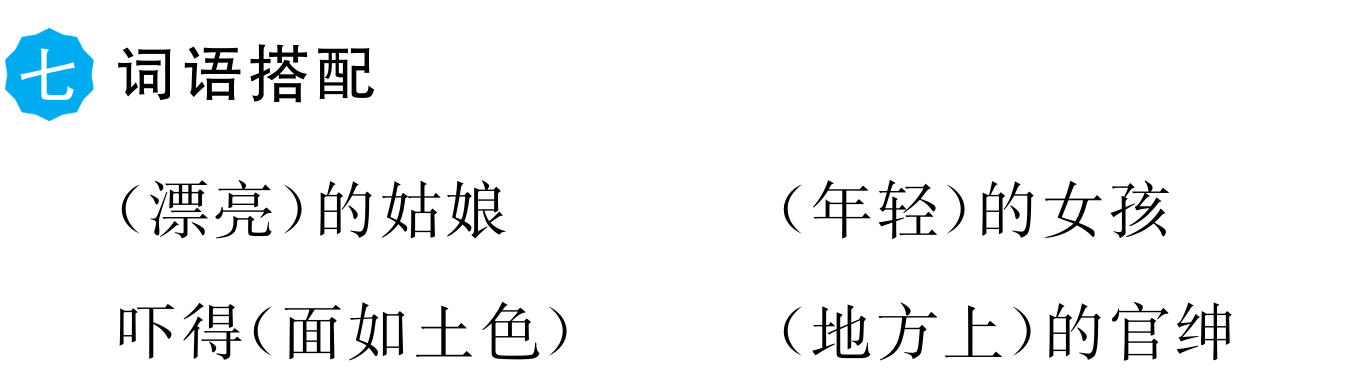 七 词语搭配
(漂亮)的姑娘 (年轻)的女孩
吓得(面如土色) (地方上)的官绅